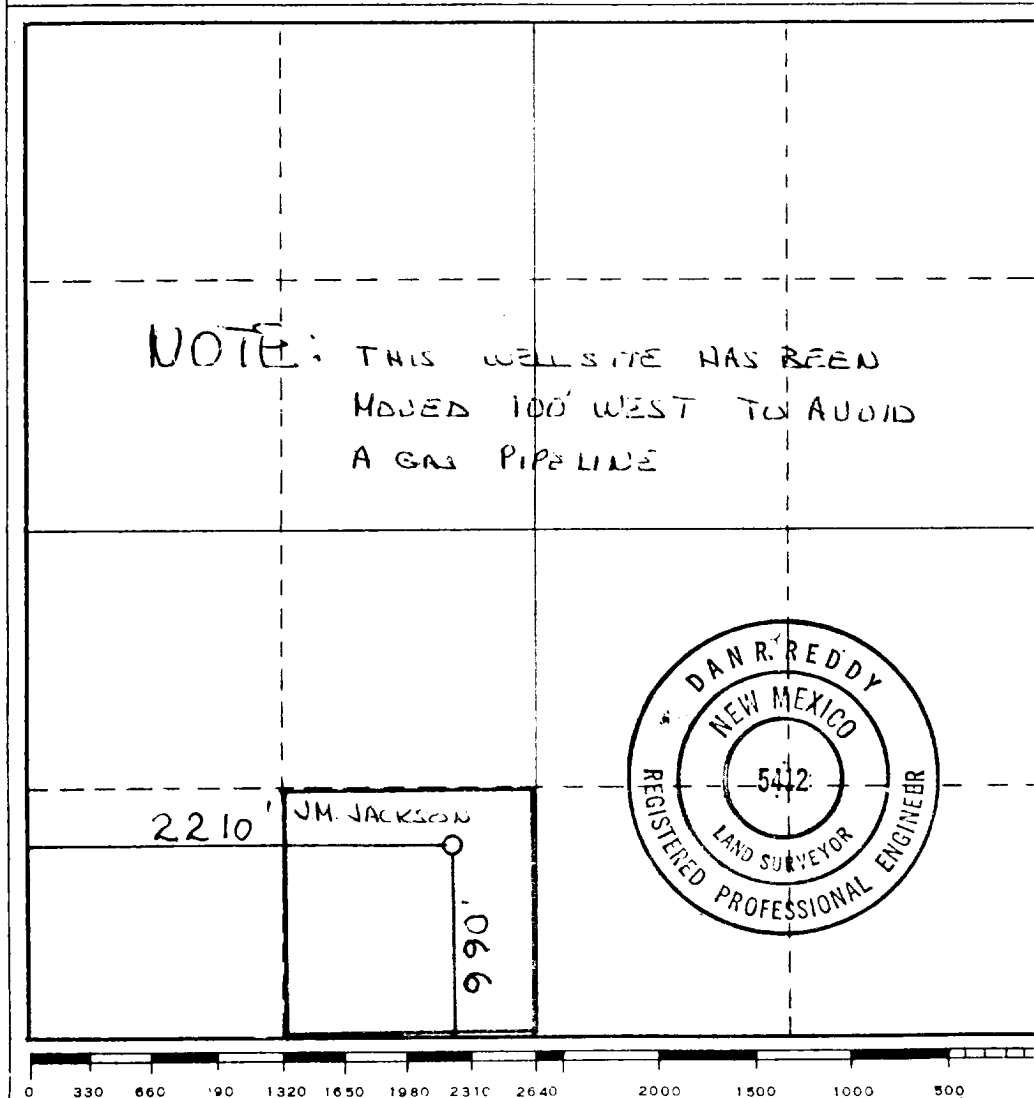 NOTE: THIS WELLSITE HAS BEEN
MOVED 100' WEST TO AVOID
A GAS PIPELINE
DAN R. REDDY
NEW MEXICO
5412
LAND SURVEYOR
REGISTERED PROFESSIONAL ENGINEER
J.M. JACKSON
2210'
990'
0 330 660 '90 1320 1650 1980 2310 2640 2000 1500 1000 500